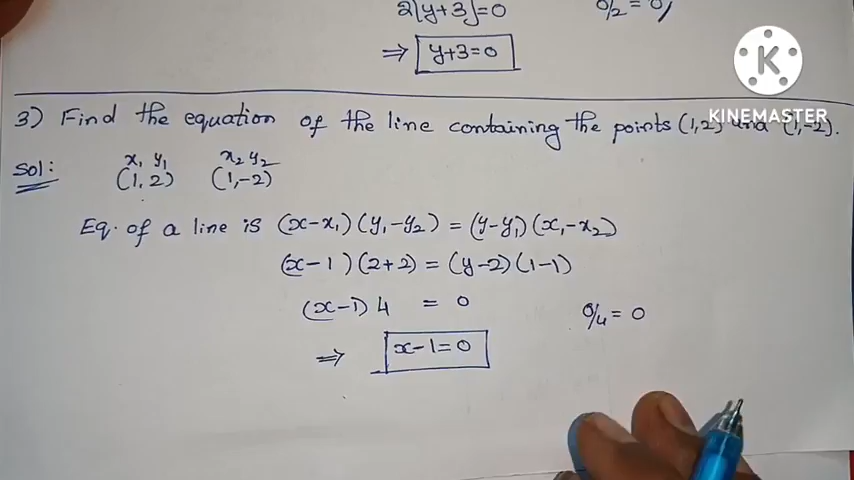 2(y+3)=0 0/2 = 0
⇒ y+3=0
KINEMASTER
3) Find the equation of the line containing the points (1,2) and (1,-2).
x₁ y₁ x₂ y₂
Sol: (1, 2) (1,-2)
Eq. of a line is (x-x₁)(y₁-y₂) = (y-y₁)(x₁-x₂)
(x-1)(2+2) = (y-2)(1-1)
(x-1) 4 = 0 0/4 = 0
⇒ x-1=0